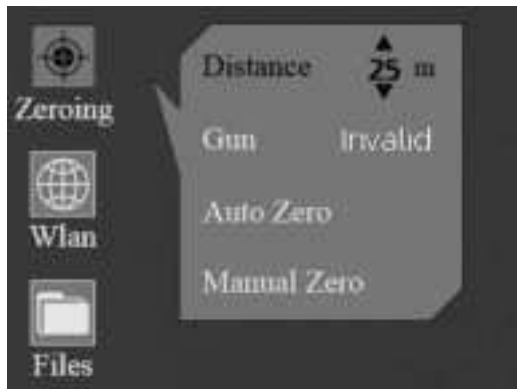 Zeroing
Wlan
Files
Distance 25 m
Gun Invalid
Auto Zero
Manual Zero